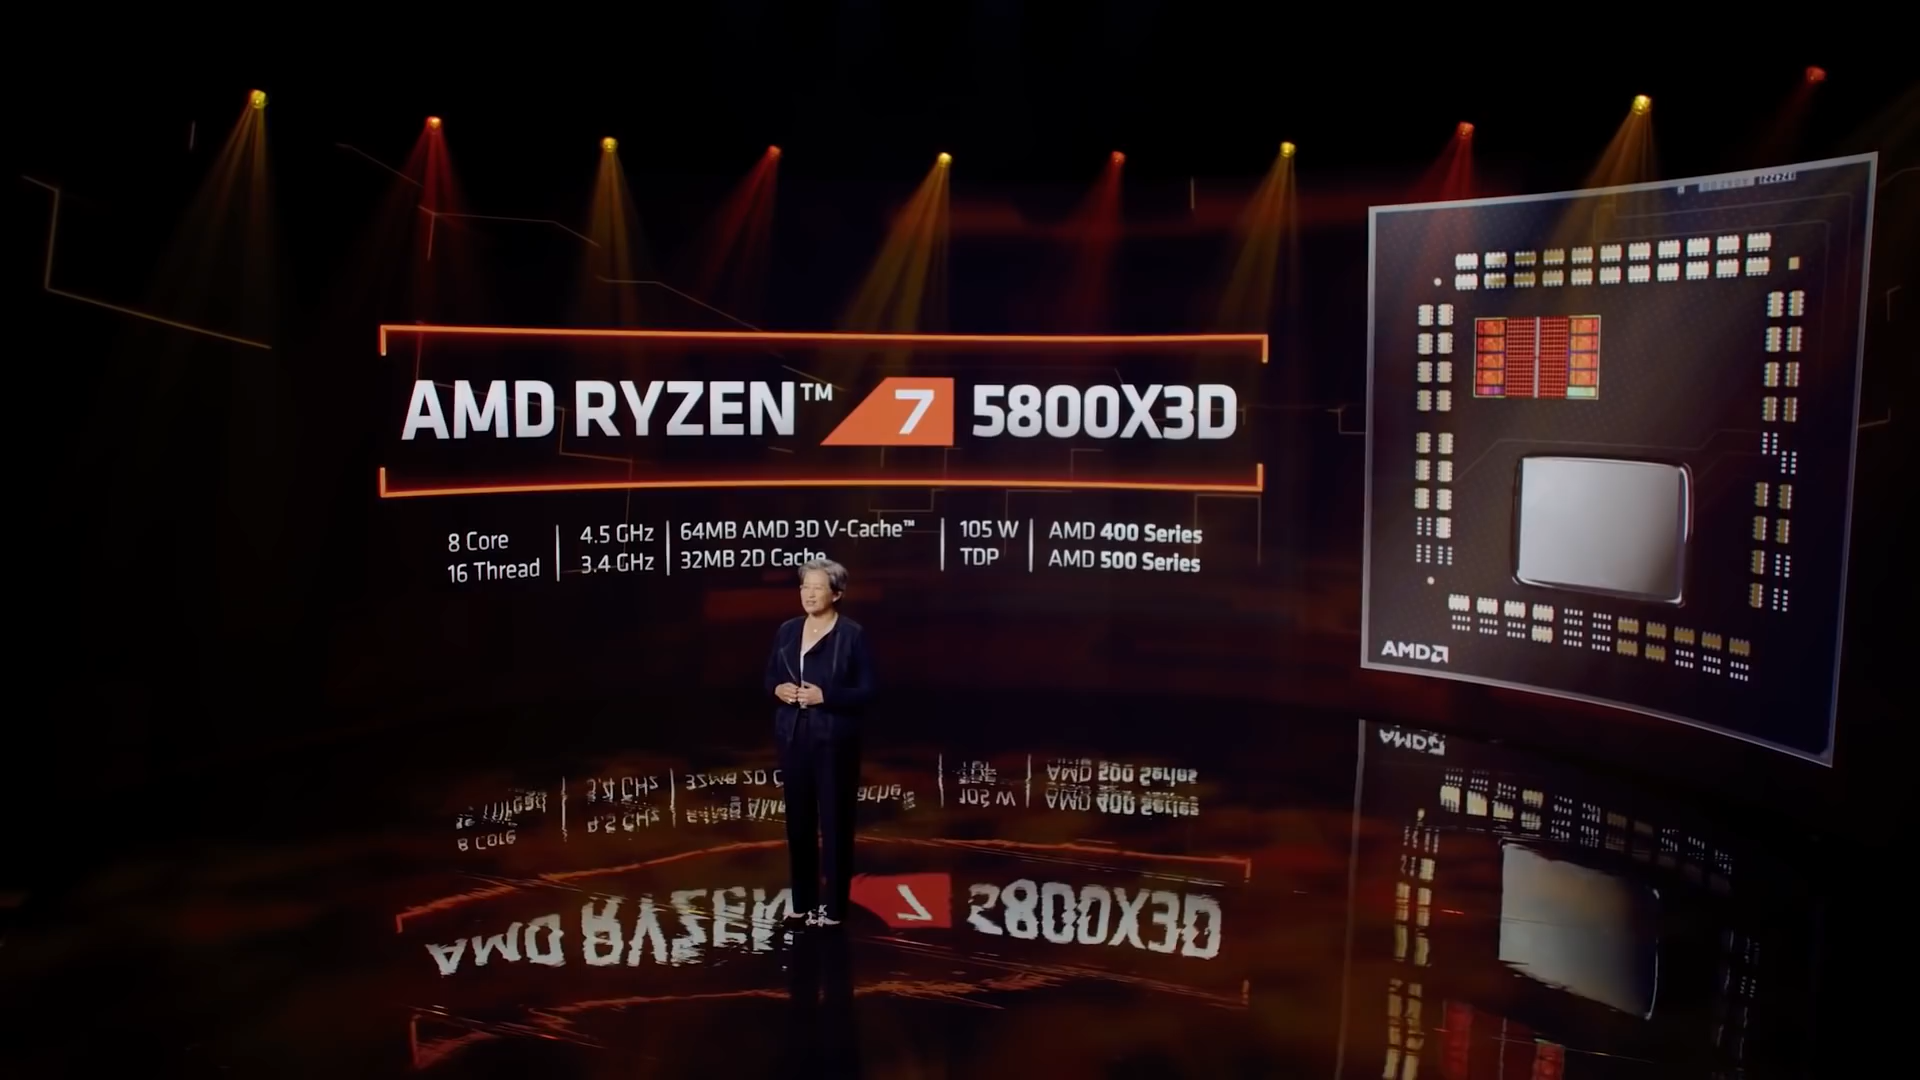 AMD RYZEN™ 7 5800X3D
8 Core
16 Thread
4.5 GHz
3.4 GHz
64MB AMD 3D V-Cache™
32MB 2D Cache
105 W
TDP
AMD 400 Series
AMD 500 Series
AMD